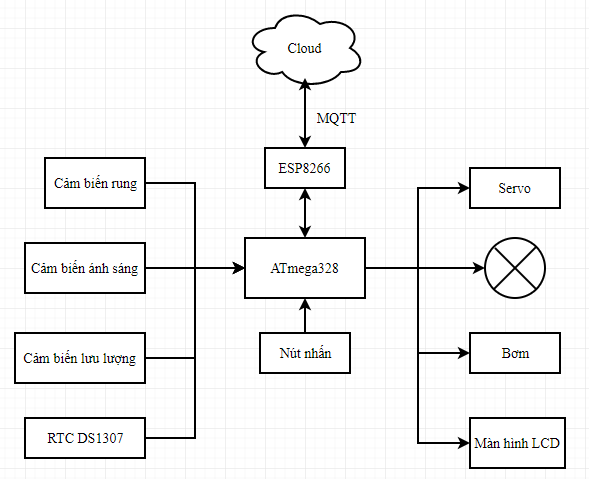 Cloud
MQTT
ESP8266
Cảm biến rung
Servo
Cảm biến ánh sáng
ATmega328
Cảm biến lưu lượng
Nút nhấn
Bơm
RTC DS1307
Màn hình LCD